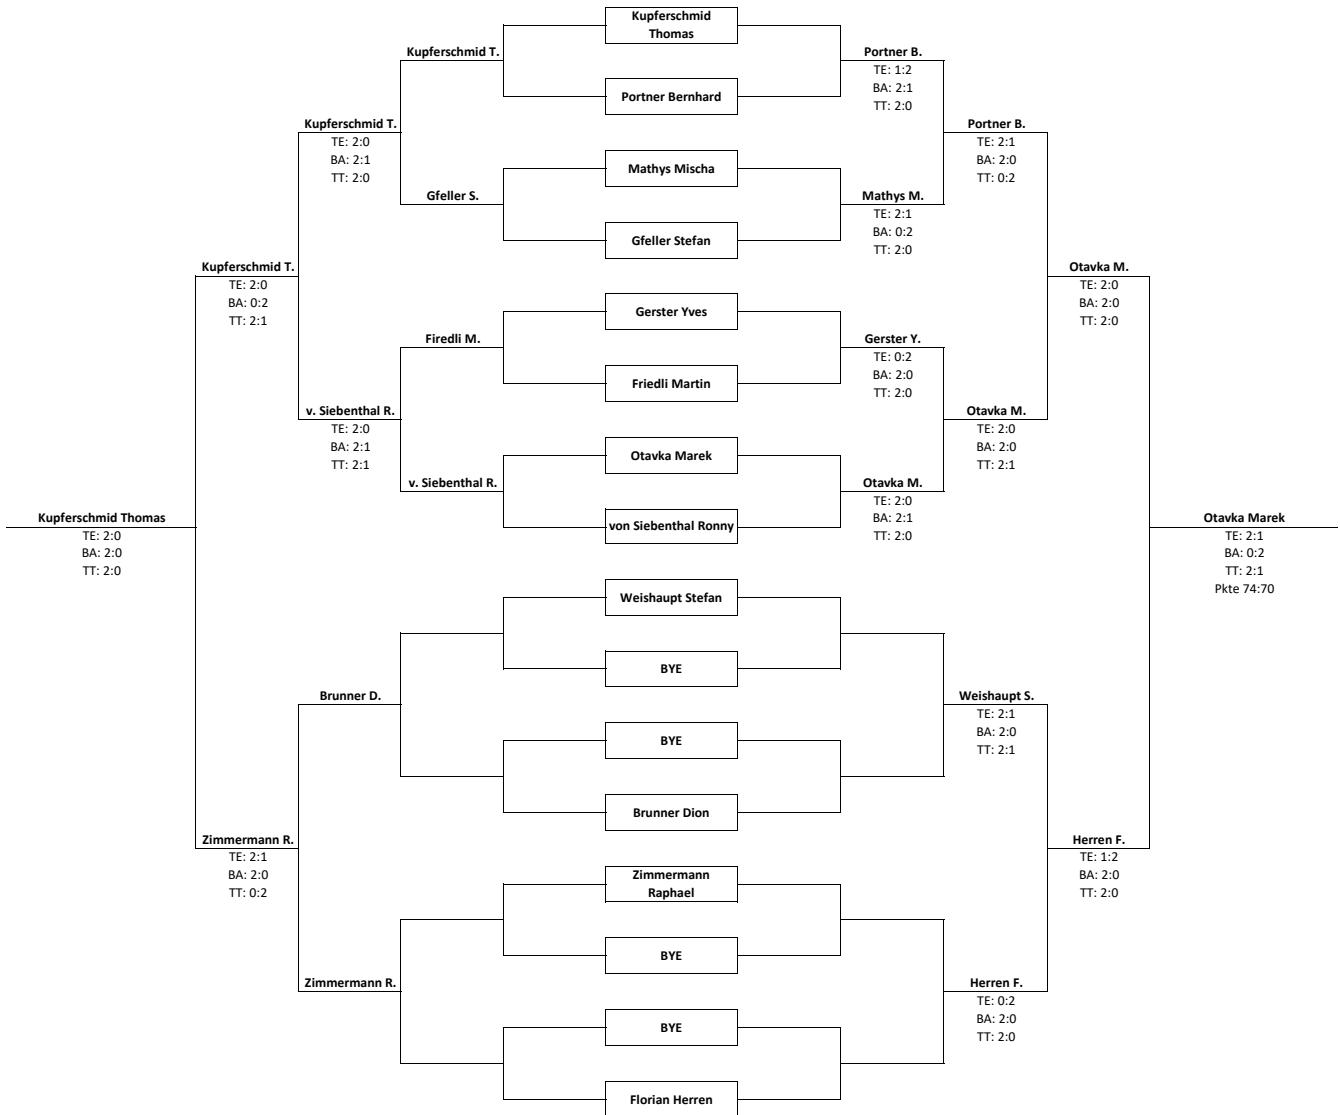 Kupferschmid
Thomas
Kupferschmid T.
Portner B.
TE: 1:2
BA: 2:1
TT: 2:0
Portner Bernhard
Kupferschmid T.
TE: 2:0
BA: 2:1
TT: 2:0
Portner B.
TE: 2:1
BA: 2:0
TT: 0:2
Mathys Mischa
Gfeller S.
Mathys M.
TE: 2:1
BA: 0:2
TT: 2:0
Gfeller Stefan
Kupferschmid T.
TE: 2:0
BA: 0:2
TT: 2:1
Otavka M.
TE: 2:0
BA: 2:0
TT: 2:0
Gerster Yves
Firedli M.
Gerster Y.
TE: 0:2
BA: 2:0
TT: 2:0
Friedli Martin
v. Siebenthal R.
TE: 2:0
BA: 2:1
TT: 2:1
Otavka M.
TE: 2:0
BA: 2:0
TT: 2:1
Otavka Marek
v. Siebenthal R.
Otavka M.
TE: 2:0
BA: 2:1
TT: 2:0
von Siebenthal Ronny
Kupferschmid Thomas
TE: 2:0
BA: 2:0
TT: 2:0
Otavka Marek
TE: 2:1
BA: 0:2
TT: 2:1
Pkte 74:70
Weishaupt Stefan
BYE
Brunner D.
Weishaupt S.
TE: 2:1
BA: 2:0
TT: 2:1
BYE
Brunner Dion
Zimmermann R.
TE: 2:1
BA: 2:0
TT: 0:2
Herren F.
TE: 1:2
BA: 2:0
TT: 2:0
Zimmermann
Raphael
BYE
Zimmermann R.
Herren F.
TE: 0:2
BA: 2:0
TT: 2:0
BYE
Florian Herren